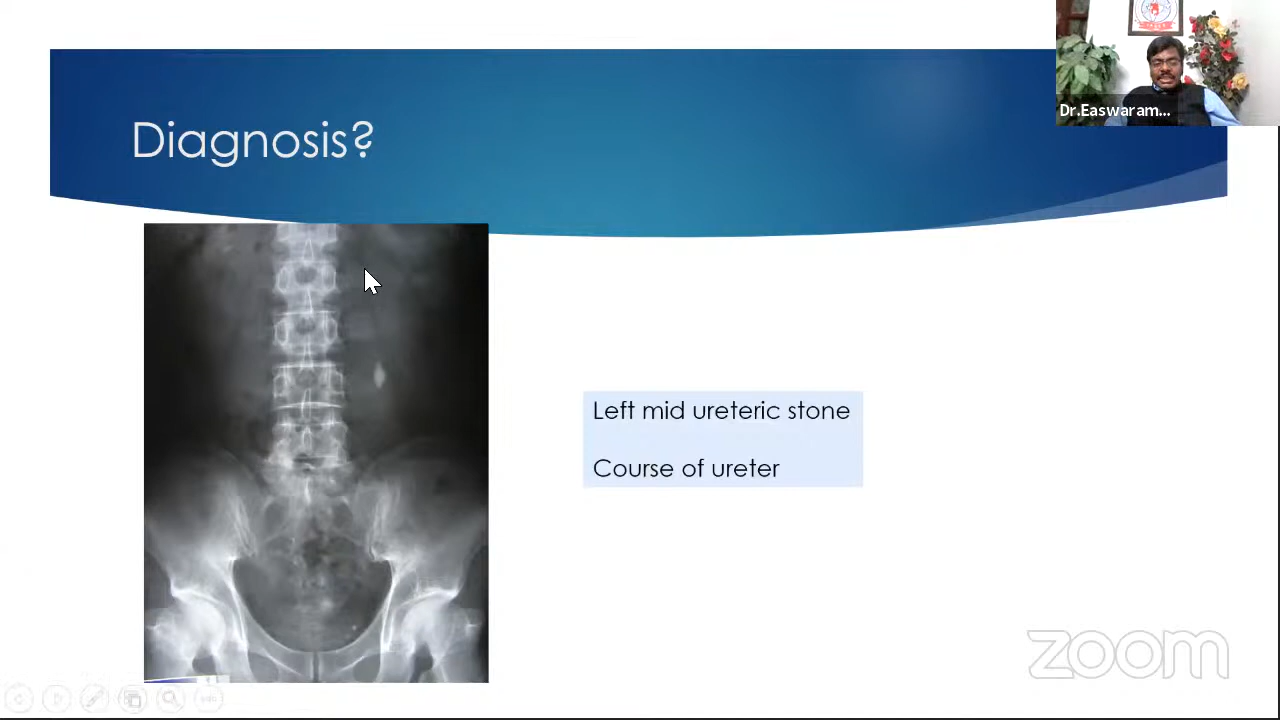 Dr.Easwaram...
Diagnosis?
Left mid ureteric stone
Course of ureter
zoom